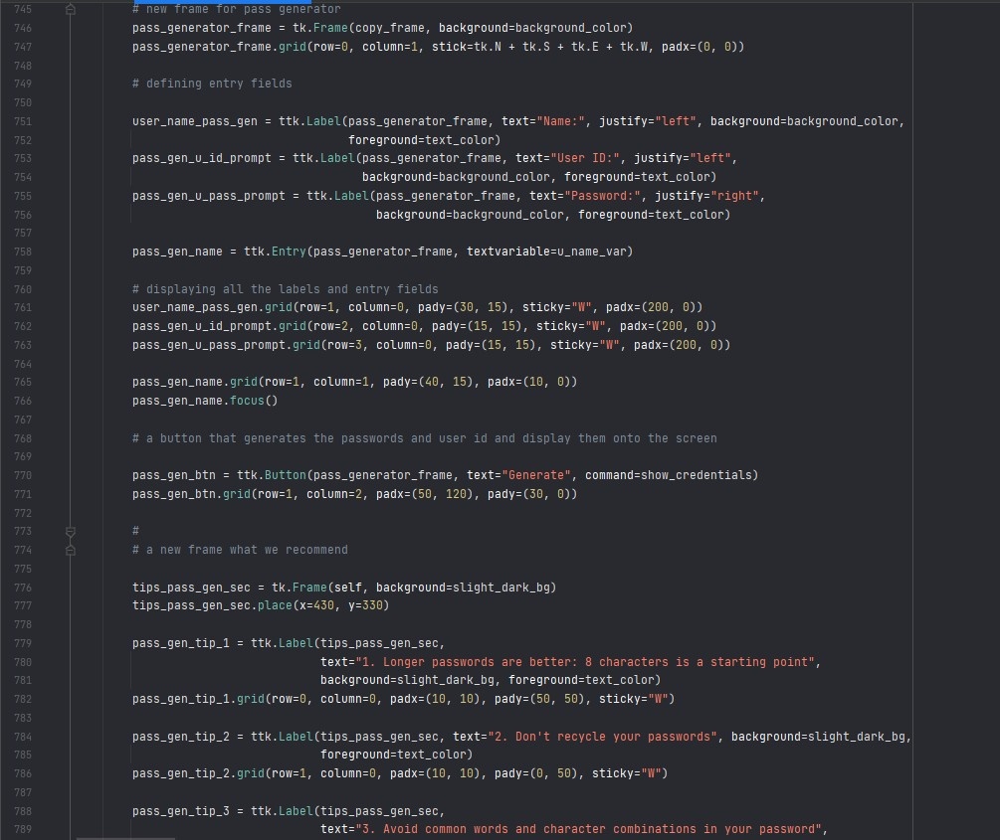 745 # new frame for pass generator
746 pass_generator_frame = tk.Frame(copy_frame, background=background_color)
747 pass_generator_frame.grid(row=0, column=1, stick=tk.N + tk.S + tk.E + tk.W, padx=(0, 0))
748
749 # defining entry fields
750
751 user_name_pass_gen = ttk.Label(pass_generator_frame, text="Name:", justify="left", background=background_color,
752 foreground=text_color)
753 pass_gen_u_id_prompt = ttk.Label(pass_generator_frame, text="User ID:", justify="left",
754 background=background_color, foreground=text_color)
755 pass_gen_u_pass_prompt = ttk.Label(pass_generator_frame, text="Password:", justify="right",
756 background=background_color, foreground=text_color)
757
758 pass_gen_name = ttk.Entry(pass_generator_frame, textvariable=u_name_var)
759
760 # displaying all the labels and entry fields
761 user_name_pass_gen.grid(row=1, column=0, pady=(30, 15), sticky="W", padx=(200, 0))
762 pass_gen_u_id_prompt.grid(row=2, column=0, pady=(15, 15), sticky="W", padx=(200, 0))
763 pass_gen_u_pass_prompt.grid(row=3, column=0, pady=(15, 15), sticky="W", padx=(200, 0))
764
765 pass_gen_name.grid(row=1, column=1, pady=(40, 15), padx=(10, 0))
766 pass_gen_name.focus()
767
768 # a button that generates the passwords and user id and display them onto the screen
769
770 pass_gen_btn = ttk.Button(pass_generator_frame, text="Generate", command=show_credentials)
771 pass_gen_btn.grid(row=1, column=2, padx=(50, 120), pady=(30, 0))
772
773 #
774 # a new frame what we recommend
775
776 tips_pass_gen_sec = tk.Frame(self, background=slight_dark_bg)
777 tips_pass_gen_sec.place(x=430, y=330)
778
779 pass_gen_tip_1 = ttk.Label(tips_pass_gen_sec,
780 text="1. Longer passwords are better: 8 characters is a starting point",
781 background=slight_dark_bg, foreground=text_color)
782 pass_gen_tip_1.grid(row=0, column=0, padx=(10, 10), pady=(50, 50), sticky="W")
783
784 pass_gen_tip_2 = ttk.Label(tips_pass_gen_sec, text="2. Don't recycle your passwords", background=slight_dark_bg,
785 foreground=text_color)
786 pass_gen_tip_2.grid(row=1, column=0, padx=(10, 10), pady=(0, 50), sticky="W")
787
788 pass_gen_tip_3 = ttk.Label(tips_pass_gen_sec,
789 text="3. Avoid common words and character combinations in your password",